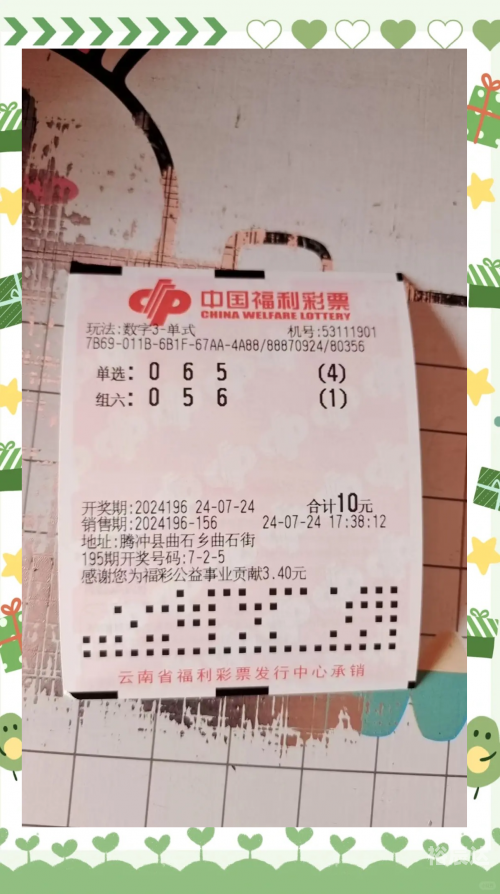 中国福利彩票
CHINA WELFARE LOTTERY
玩法:数字3-单式 机号:53111901
7B69-011B-6B1F-67AA-4A88/88870924/80356
单选: 0 6 5 (4)
组六: 0 5 6 (1)
开奖期:2024196 24-07-24 合计10元
销售期:2024196-156 24-07-24 17:38:12
地址:腾冲县曲石乡曲石街
195期开奖号码:7-2-5
感谢您为福彩公益事业贡献3.40元
云南省福利彩票发行中心承销